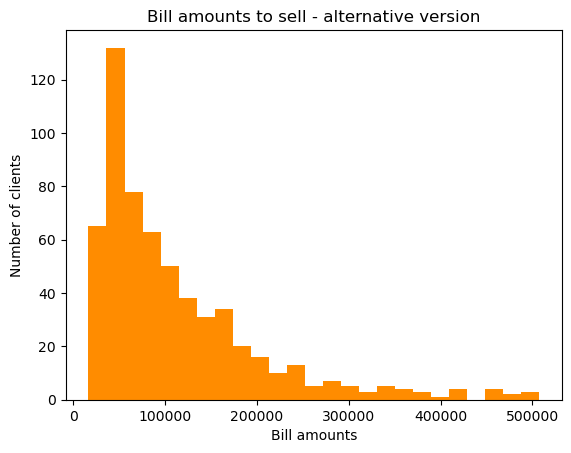 Bill amounts to sell - alternative version
Number of clients
120
100
80
60
40
20
0
0 100000 200000 300000 400000 500000
Bill amounts